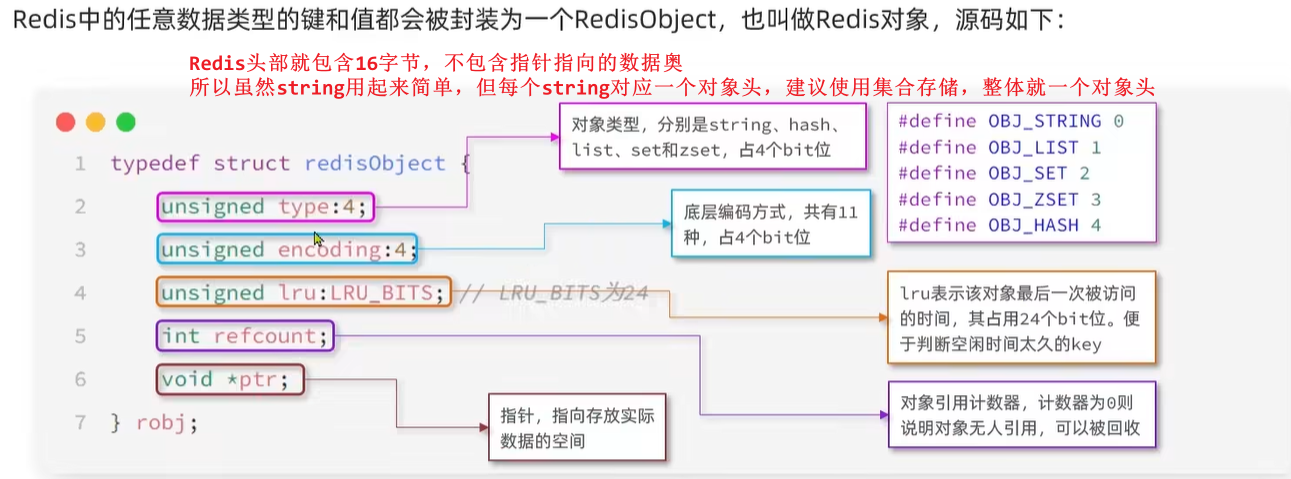 Redis中的任意数据类型的键和值都会被封装为一个RedisObject，也叫做Redis对象，源码如下：
Redis头部就包含16字节，不包含指针指向的数据奥
所以虽然string用起来简单，但每个string对应一个对象头，建议使用集合存储，整体就一个对象头
1 typedef struct redisObject {
2 unsigned type:4;
3 unsigned encoding:4;
4 unsigned lru:LRU_BITS; // LRU_BITS为24
5 int refcount;
6 void *ptr;
7 } robj;
对象类型，分别是string、hash、
list、set和zset，占4个bit位
#define OBJ_STRING 0
#define OBJ_LIST 1
#define OBJ_SET 2
#define OBJ_ZSET 3
#define OBJ_HASH 4
底层编码方式，共有11
种，占4个bit位
lru表示该对象最后一次被访问
的时间，其占用24个bit位。便
于判断空闲时间太久的key
对象引用计数器，计数器为0则
说明对象无人引用，可以被回收
指针，指向存放实际
数据的空间